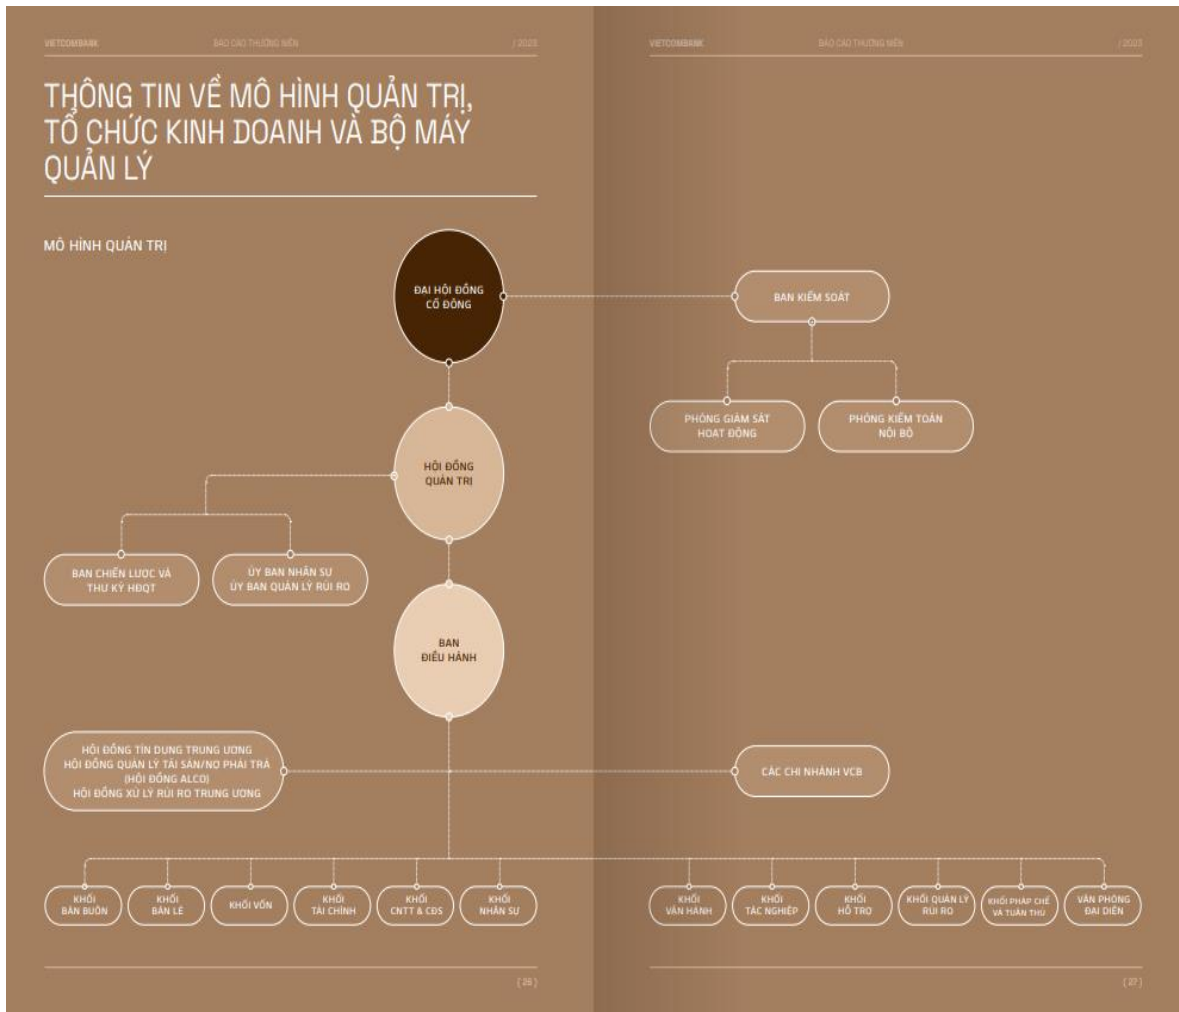 VIETCOMBANK
BÁO CÁO THƯỜNG NIÊN
/ 2023
THÔNG TIN VỀ MÔ HÌNH QUẢN TRỊ,
TỔ CHỨC KINH DOANH VÀ BỘ MÁY
QUẢN LÝ
MÔ HÌNH QUẢN TRỊ
ĐẠI HỘI ĐỒNG
CỔ ĐÔNG
HỘI ĐỒNG
QUẢN TRỊ
BAN CHIẾN LƯỢC VÀ
THƯ KÝ HĐQT
ỦY BAN NHÂN SỰ
ỦY BAN QUẢN LÝ RỦI RO
BAN
ĐIỀU HÀNH
HỘI ĐỒNG TÍN DỤNG TRUNG ƯƠNG
HỘI ĐỒNG QUẢN LÝ TÀI SẢN/NỢ PHẢI TRẢ
(HỘI ĐỒNG ALCO)
HỘI ĐỒNG XỬ LÝ RỦI RO TRUNG ƯƠNG
KHỐI
BÁN BUÔN
KHỐI
BÁN LẺ
KHỐI VỐN
KHỐI
TÀI CHÍNH
KHỐI
CNTT & CĐS
KHỐI
NHÂN SỰ
( 26 )
VIETCOMBANK
BÁO CÁO THƯỜNG NIÊN
/ 2023
BAN KIỂM SOÁT
PHÒNG GIÁM SÁT
HOẠT ĐỘNG
PHÒNG KIỂM TOÁN
NỘI BỘ
CÁC CHI NHÁNH VCB
KHỐI
VẬN HÀNH
KHỐI
TÁC NGHIỆP
KHỐI
HỖ TRỢ
KHỐI QUẢN LÝ
RỦI RO
KHỐI PHÁP CHẾ
VÀ TUÂN THỦ
VĂN PHÒNG
ĐẠI DIỆN
( 27 )